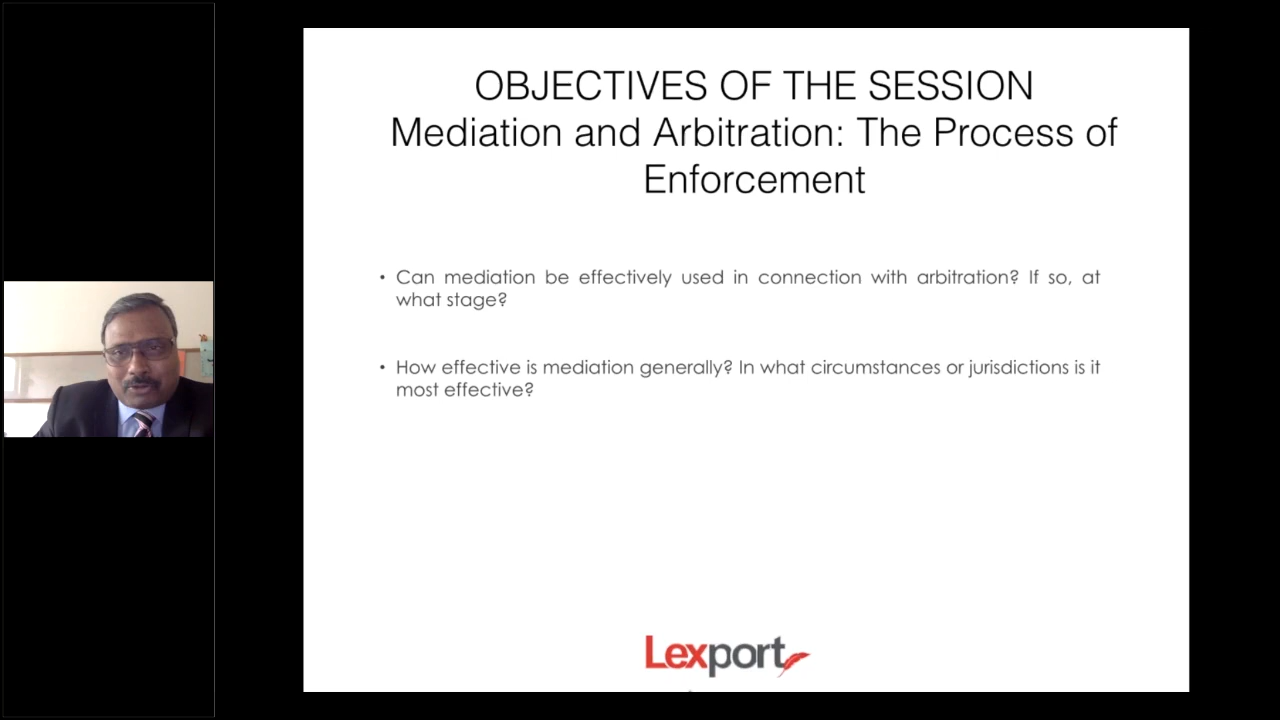 OBJECTIVES OF THE SESSION
Mediation and Arbitration: The Process of
Enforcement
• Can mediation be effectively used in connection with arbitration? If so, at
what stage?
• How effective is mediation generally? In what circumstances or jurisdictions is it
most effective?
Lexport